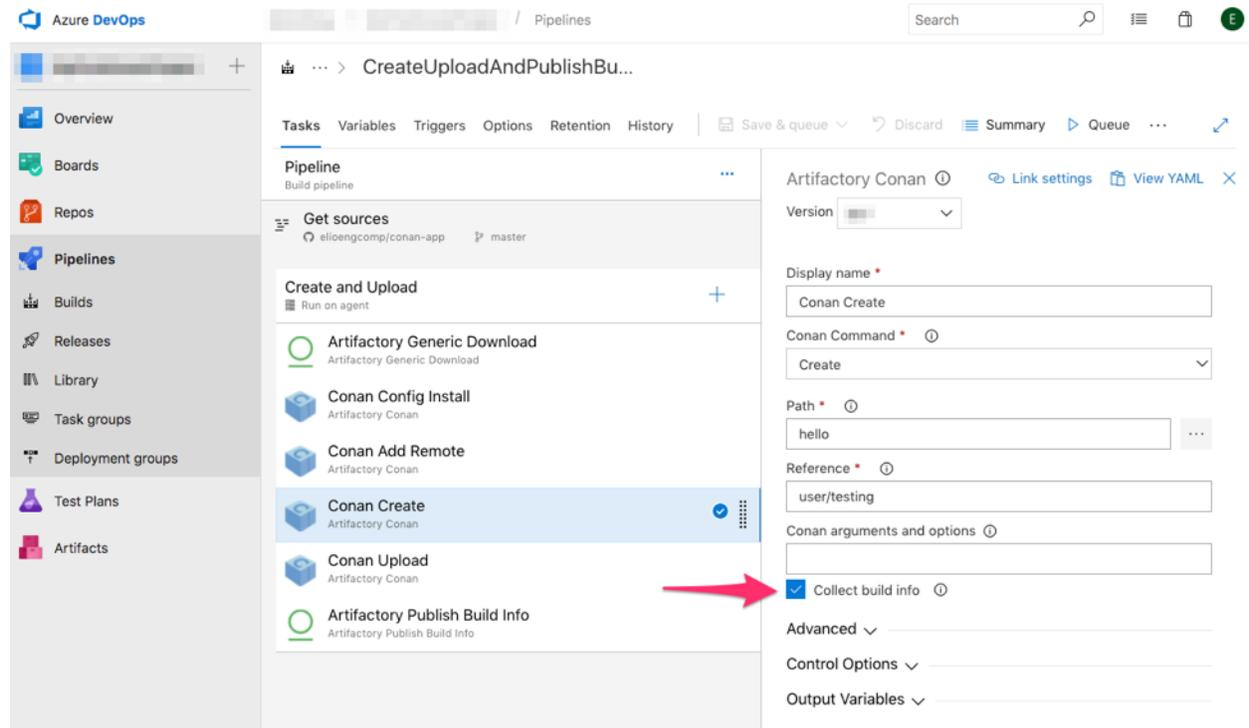 Azure DevOps
/ Pipelines
Search
E
··· > CreateUploadAndPublishBu...
Overview
Boards
Repos
Pipelines
Builds
Releases
Library
Task groups
Deployment groups
Test Plans
Artifacts
Tasks Variables Triggers Options Retention History Save & queue Discard Summary Queue ···
Pipeline
Build pipeline
Get sources
elioengcomp/conan-app master
Create and Upload
Run on agent
Artifactory Generic Download
Artifactory Generic Download
Conan Config Install
Artifactory Conan
Conan Add Remote
Artifactory Conan
Conan Create
Artifactory Conan
Conan Upload
Artifactory Conan
Artifactory Publish Build Info
Artifactory Publish Build Info
Artifactory Conan Link settings View YAML
Version
Display name *
Conan Create
Conan Command *
Create
Path *
hello
Reference *
user/testing
Conan arguments and options
Collect build info
Advanced
Control Options
Output Variables